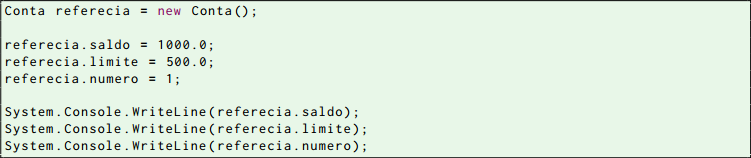 Conta referecia = new Conta();
referecia.saldo = 1000.0;
referecia.limite = 500.0;
referecia.numero = 1;
System.Console.WriteLine(referecia.saldo);
System.Console.WriteLine(referecia.limite);
System.Console.WriteLine(referecia.numero);